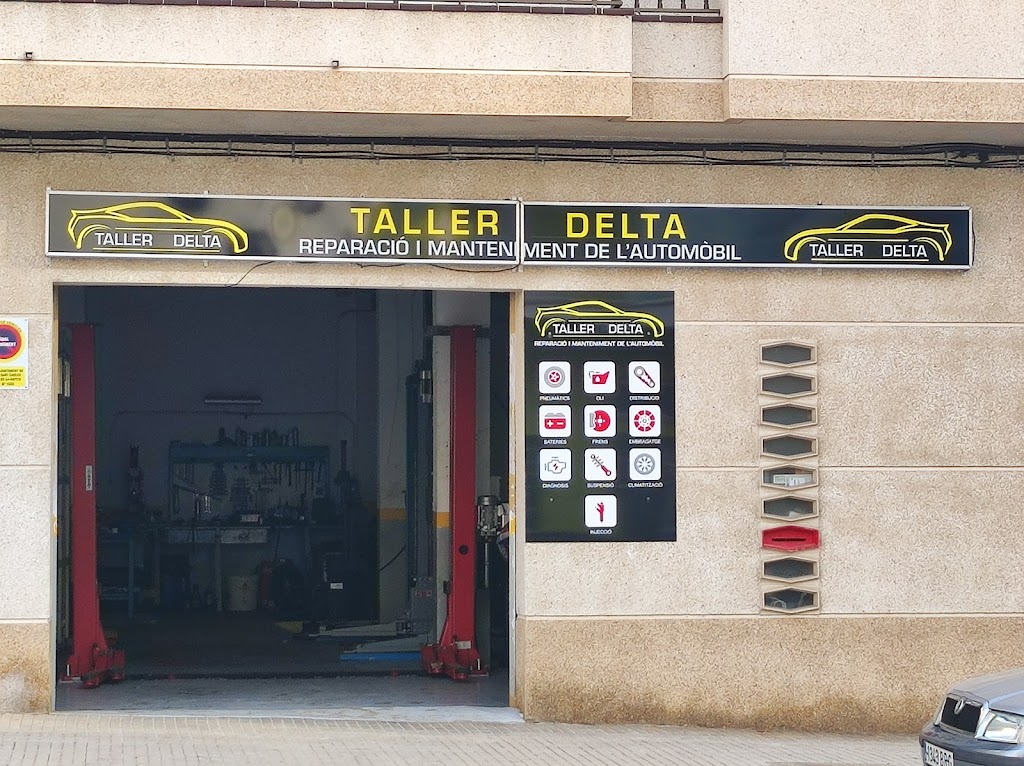 TALLER DELTA
TALLER DELTA
REPARACIÓ I MANTENIMENT DE L'AUTOMÒBIL
TALLER DELTA
TALLER DELTA
REPARACIÓ I MANTENIMENT DE L'AUTOMÒBIL
PNEUMÀTICS OLI DISTRIBUCIÓ
BATERIES FRENS EMBRAGATGE
DIAGNOSIS SUSPENSIÓ CLIMATITZACIÓ
INJECCIÓ